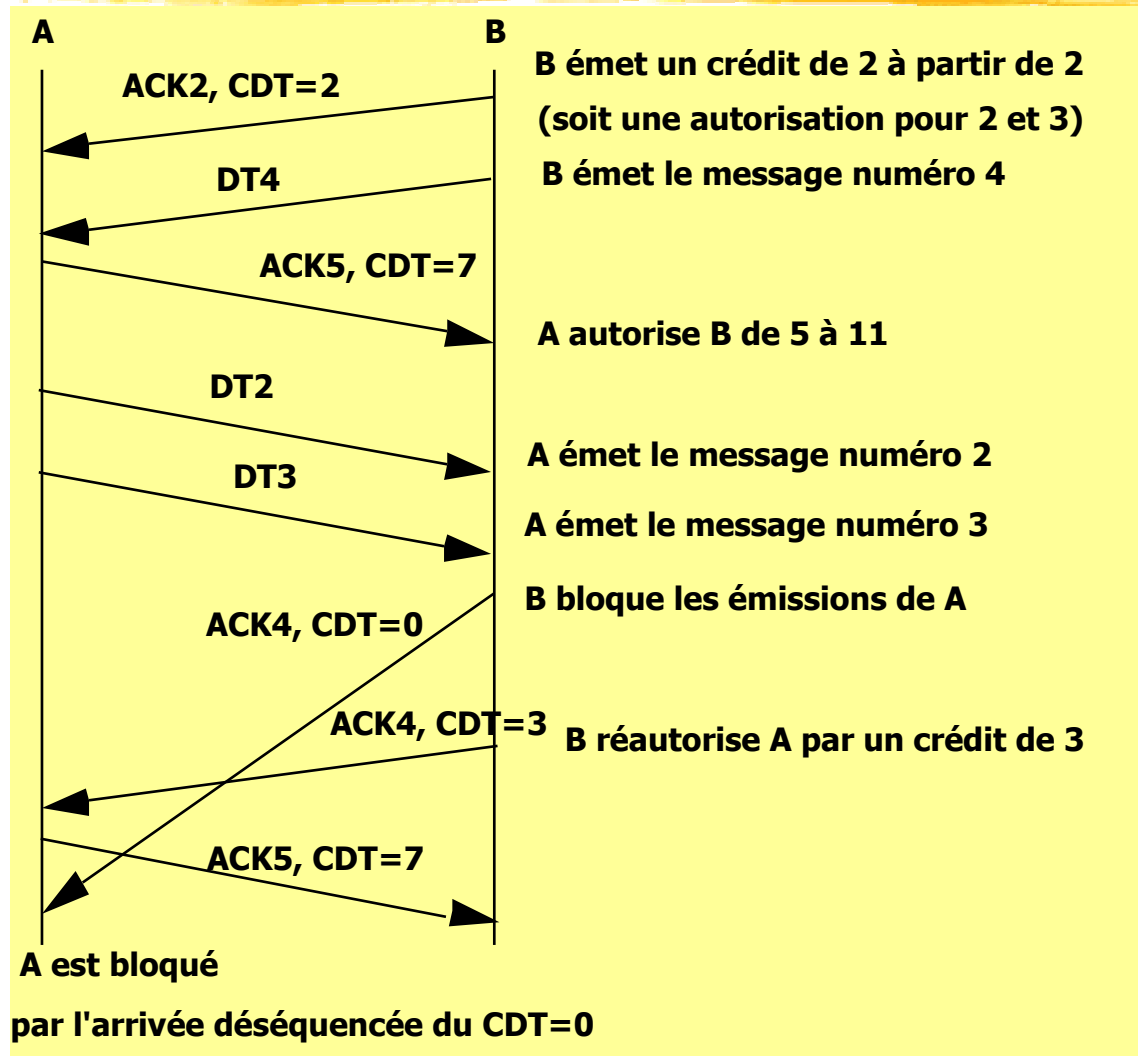 A
B
B émet un crédit de 2 à partir de 2
ACK2, CDT=2
(soit une autorisation pour 2 et 3)
DT4
B émet le message numéro 4
ACK5, CDT=7
A autorise B de 5 à 11
DT2
A émet le message numéro 2
DT3
A émet le message numéro 3
B bloque les émissions de A
ACK4, CDT=0
ACK4, CDT=3
B réautorise A par un crédit de 3
ACK5, CDT=7
A est bloqué
par l'arrivée déséquencée du CDT=0